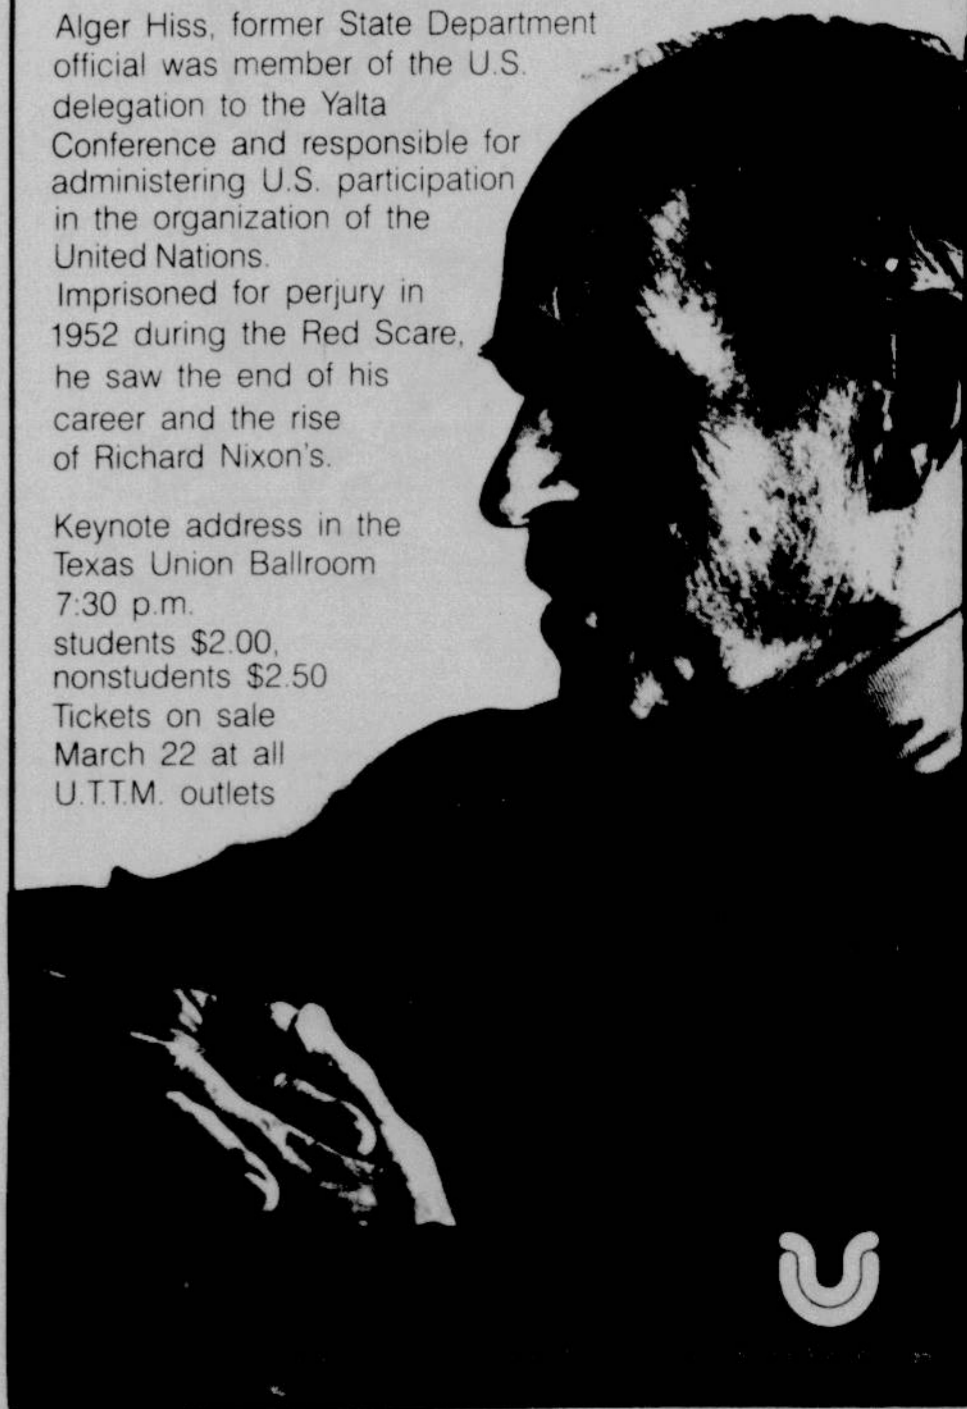 Alger Hiss, former State Department
official was member of the U.S.
delegation to the Yalta
Conference and responsible for
administering U.S. participation
in the organization of the
United Nations.
Imprisoned for perjury in
1952 during the Red Scare,
he saw the end of his
career and the rise
of Richard Nixon's.
Keynote address in the
Texas Union Ballroom
7:30 p.m.
students $2.00,
nonstudents $2.50
Tickets on sale
March 22 at all
U.T.T.M. outlets